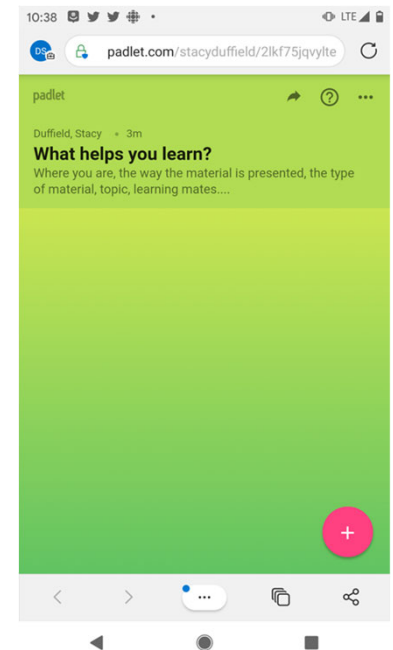 10:38 LTE
DS padlet.com/stacyduffield/2lkf75jqvylte
padlet
Duffield, Stacy • 3m
What helps you learn?
Where you are, the way the material is presented, the type
of material, topic, learning mates....